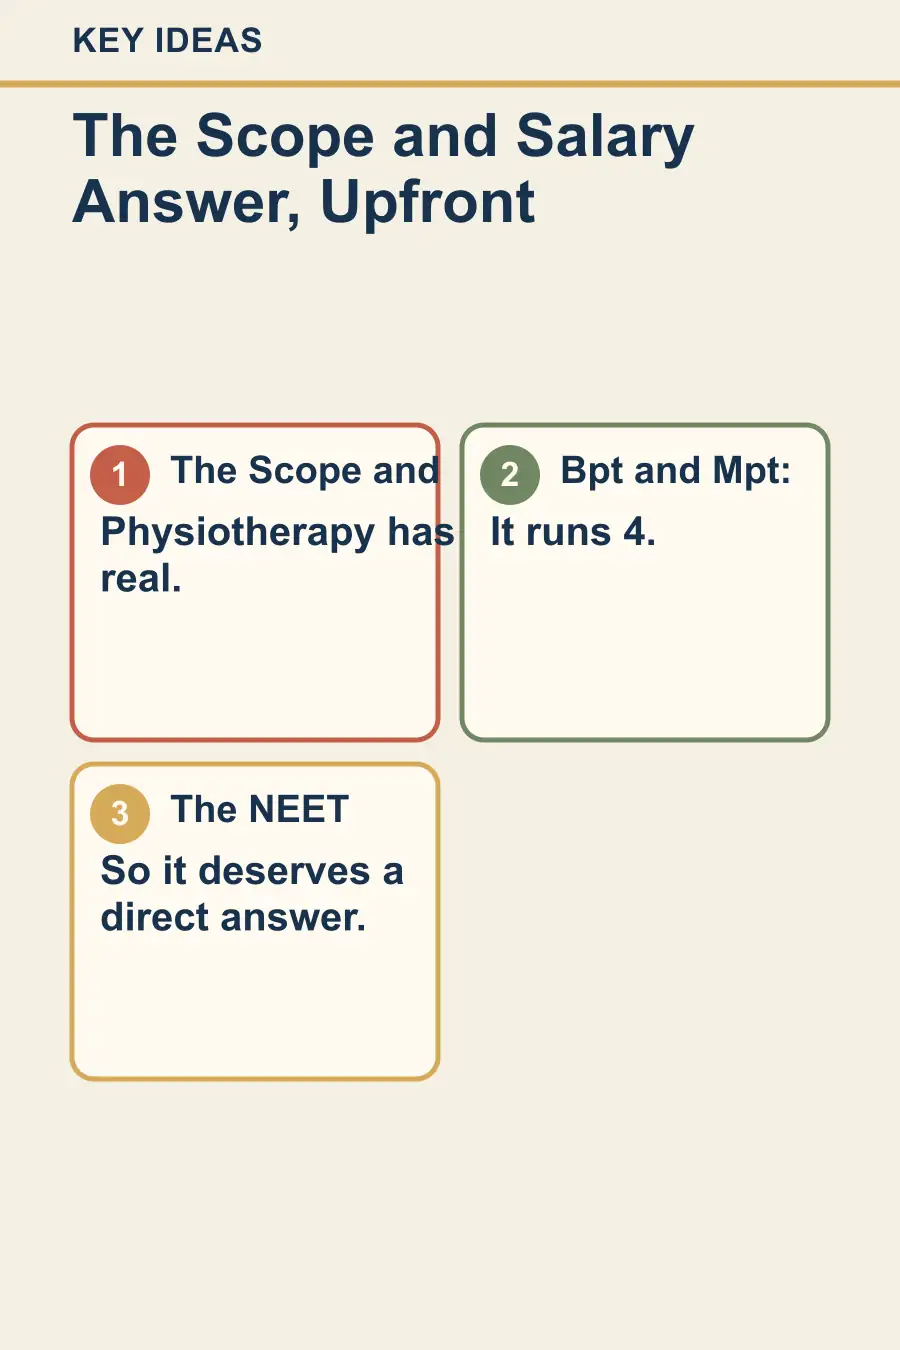 KEY IDEAS
The Scope and Salary
Answer, Upfront
1
The Scope and
Physiotherapy has
real.
2
Bpt and Mpt:
It runs 4.
3
The NEET
So it deserves a
direct answer.